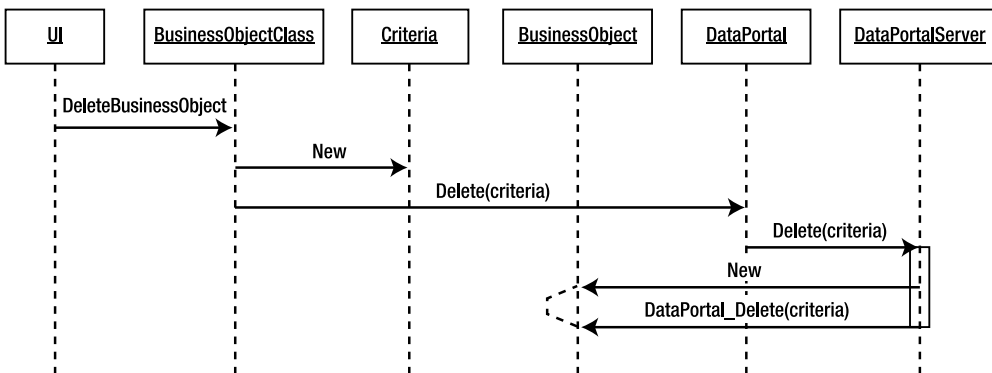 UI
BusinessObjectClass
Criteria
BusinessObject
DataPortal
DataPortalServer
DeleteBusinessObject
New
Delete(criteria)
Delete(criteria)
New
DataPortal_Delete(criteria)